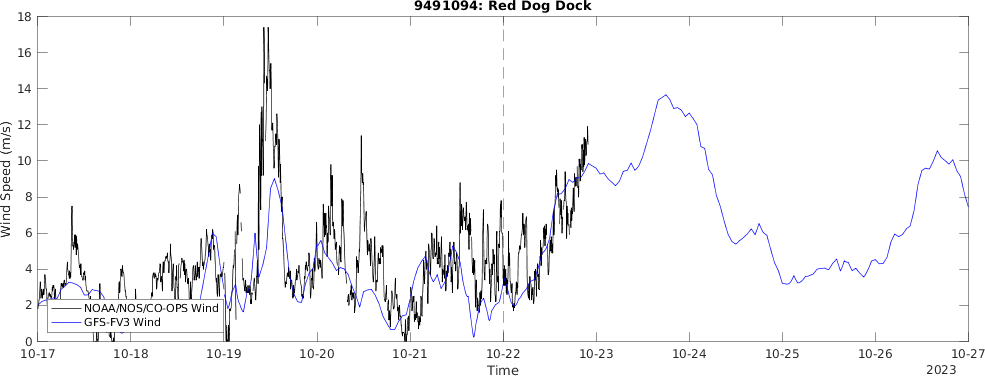 9491094: Red Dog Dock
Wind Speed (m/s)
18
16
14
12
10
8
6
4
2
0
NOAA/NOS/CO-OPS Wind
GFS-FV3 Wind
10-17 10-18 10-19 10-20 10-21 10-22 10-23 10-24 10-25 10-26 10-27
Time
2023